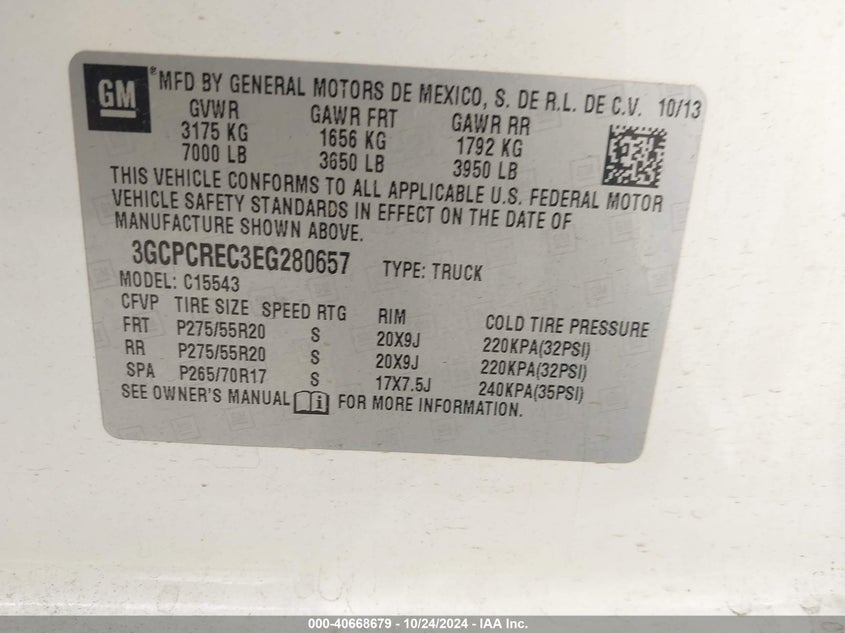 GM *MFD BY GENERAL MOTORS DE MEXICO, S. DE R.L. DE C.V. 10/13
GVWR GAWR FRT GAWR RR
3175 KG 1656 KG 1792 KG
7000 LB 3650 LB 3950 LB
THIS VEHICLE CONFORMS TO ALL APPLICABLE U.S. FEDERAL MOTOR
VEHICLE SAFETY STANDARDS IN EFFECT ON THE DATE OF
MANUFACTURE SHOWN ABOVE.
3GCPCREC3EG280657 TYPE: TRUCK
MODEL: C15543
CFVP TIRE SIZE SPEED RTG RIM COLD TIRE PRESSURE
FRT P275/55R20 S 20X9J 220KPA(32PSI)
RR P275/55R20 S 20X9J 220KPA(32PSI)
SPA P265/70R17 S 17X7.5J 240KPA(35PSI)
SEE OWNER'S MANUAL i FOR MORE INFORMATION.
000-40668679 - 10/24/2024 - IAA Inc.